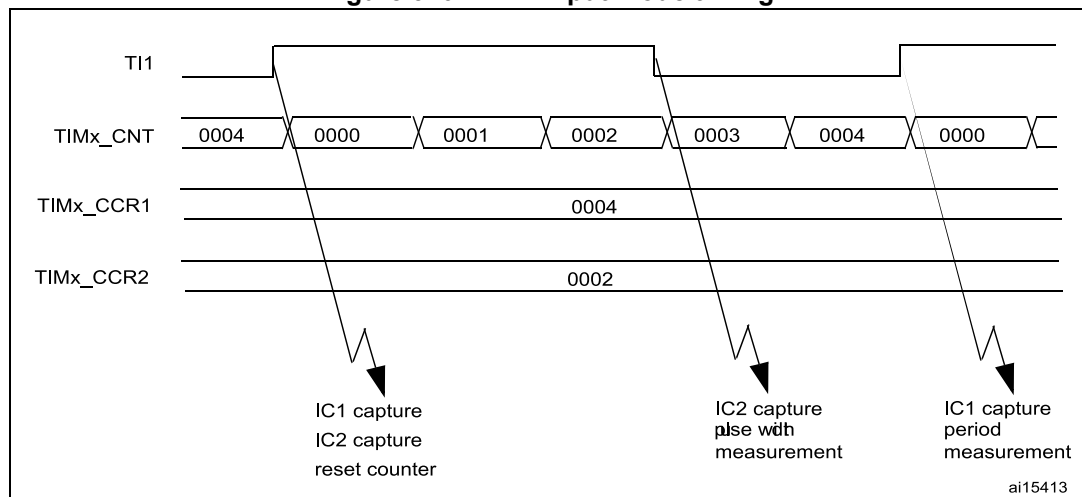 TI1
TIMx_CNT 0004 0000 0001 0002 0003 0004 0000
TIMx_CCR1 0004
TIMx_CCR2 0002
IC1 capture
IC2 capture
reset counter
IC2 capture
measurement
IC1 capture
period
measurement
ai15413